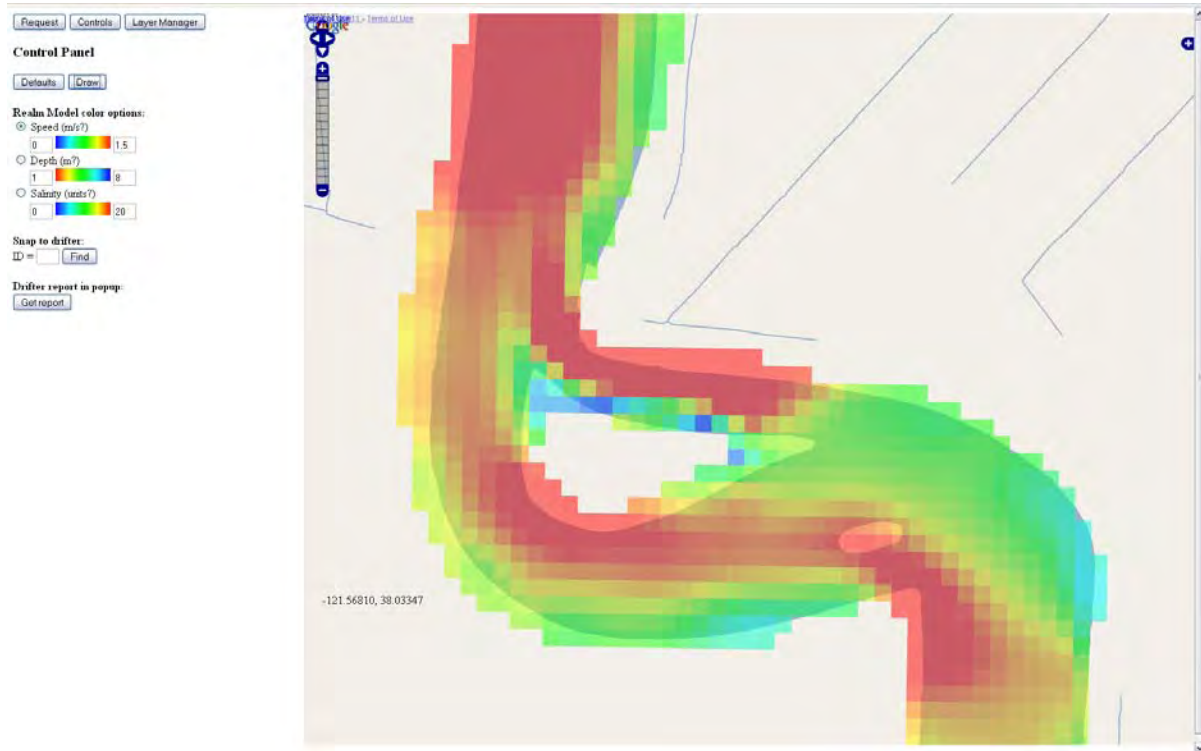 Request Controls Layer Manager
Control Panel
Defaults Draw
Realm Model color options:
Speed (m/s?)
0 1.5
Depth (m?)
1 8
Salinity (units?)
0 20
Snap to drifter:
ID = Find
Drifter report in popup:
Get report
Terms of Use
Google
-121.56810, 38.03347